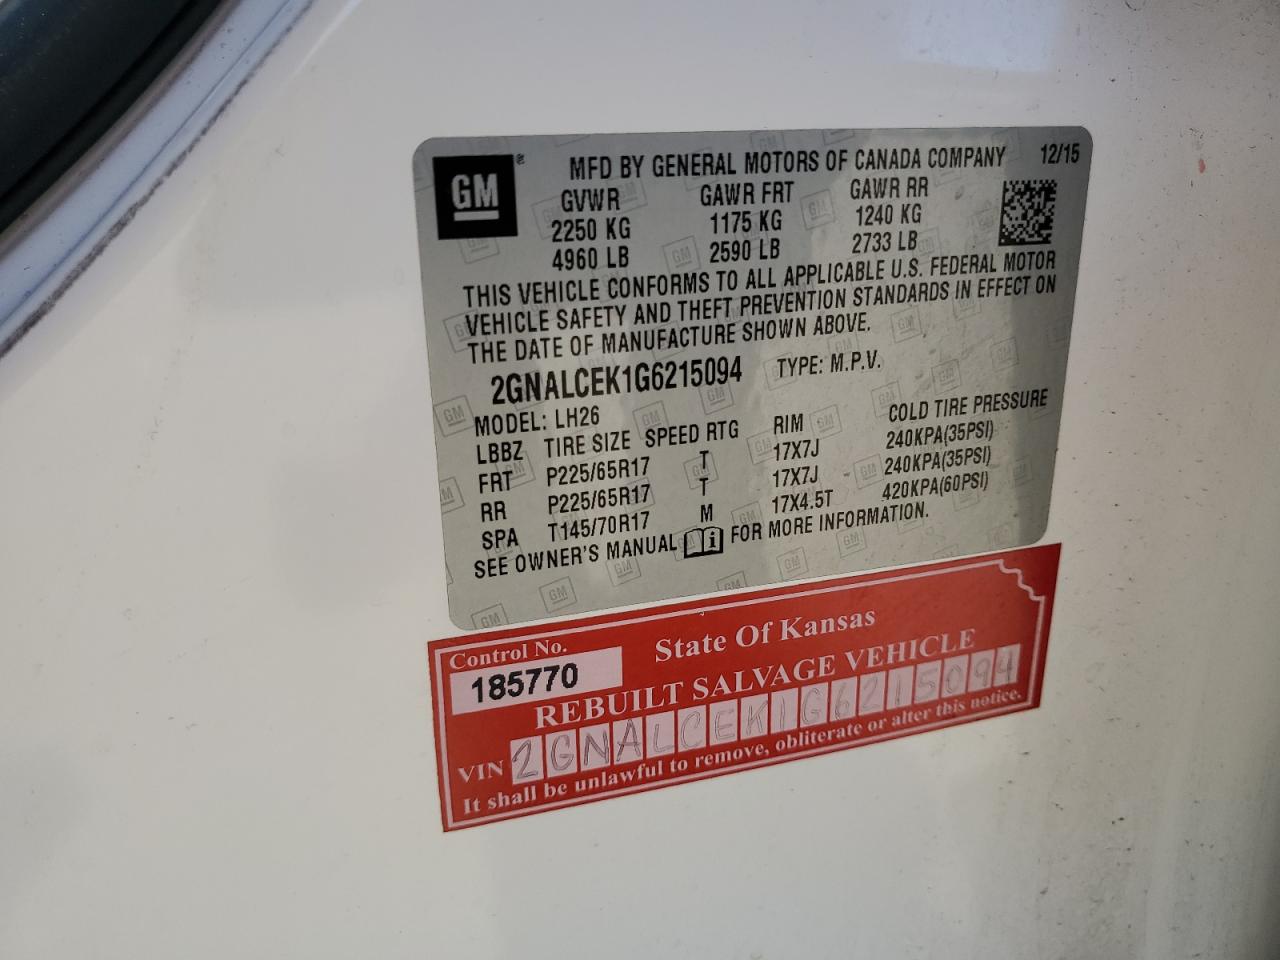 GM ® MFD BY GENERAL MOTORS OF CANADA COMPANY 12/15
GVWR GAWR FRT GAWR RR
2250 KG 1175 KG 1240 KG
4960 LB 2590 LB 2733 LB
THIS VEHICLE CONFORMS TO ALL APPLICABLE U.S. FEDERAL MOTOR
VEHICLE SAFETY AND THEFT PREVENTION STANDARDS IN EFFECT ON
THE DATE OF MANUFACTURE SHOWN ABOVE.
2GNALCEK1G6215094 TYPE: M.P.V.
MODEL: LH26
LBBZ TIRE SIZE SPEED RTG RIM COLD TIRE PRESSURE
FRT P225/65R17 T 17X7J 240KPA(35PSI)
RR P225/65R17 T 17X7J 240KPA(35PSI)
SPA T145/70R17 M 17X4.5T 420KPA(60PSI)
SEE OWNER'S MANUAL i FOR MORE INFORMATION.
Control No. State Of Kansas
185770
REBUILT SALVAGE VEHICLE
VIN 2GNALCEK1G6215094
It shall be unlawful to remove, obliterate or alter this notice.